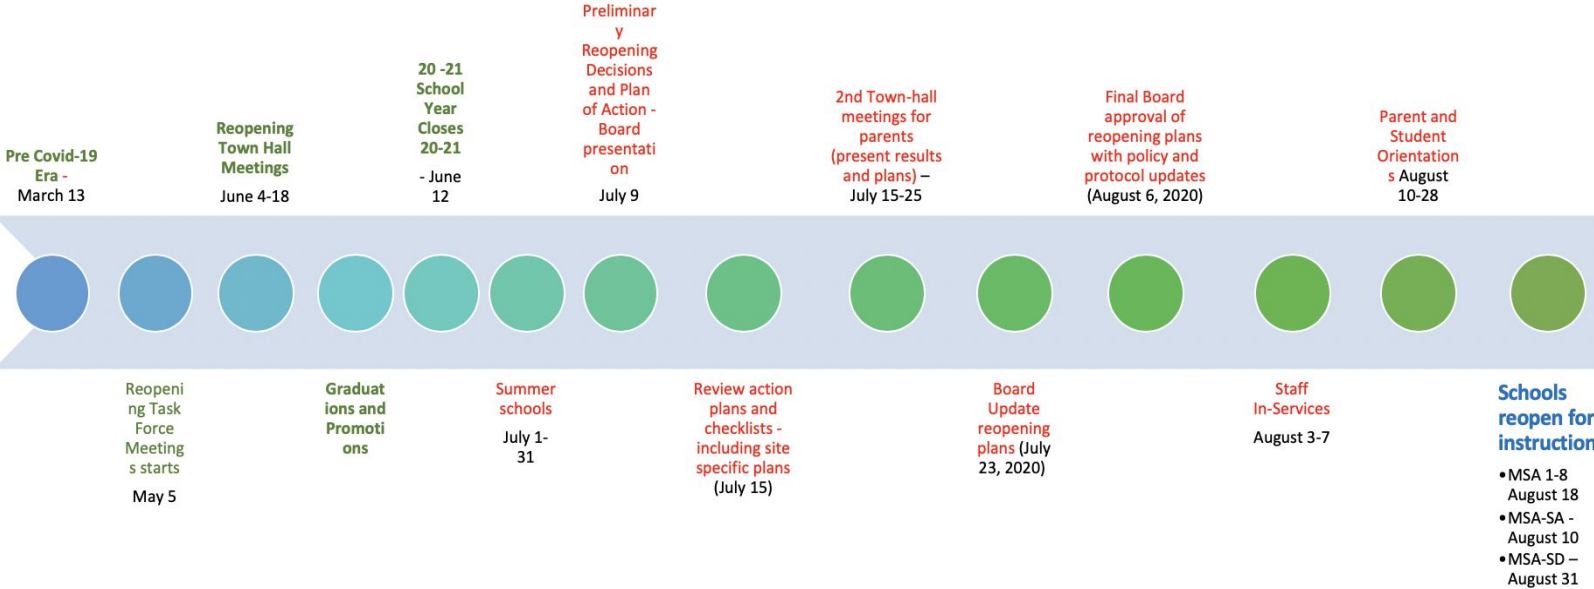 Pre Covid-19
Era -
March 13
Reopeni
ng Task
Force
Meeting
s starts
May 5
Reopening
Town Hall
Meetings
June 4-18
Graduat
ions and
Promoti
ons
20 -21
School
Year
Closes
20-21
- June
12
Summer
schools
July 1-
31
Preliminar
y
Reopening
Decisions
and Plan
of Action -
Board
presentati
on
July 9
Review action
plans and
checklists -
including site
specific plans
(July 15)
2nd Town-hall
meetings for
parents
(present results
and plans) –
July 15-25
Board
Update
reopening
plans (July
23, 2020)
Final Board
approval of
reopening plans
with policy and
protocol updates
(August 6, 2020)
Staff
In-Services
August 3-7
Parent and
Student
Orientation
s August
10-28
Schools
reopen for
instruction
•MSA 1-8
August 18
•MSA-SA -
August 10
•MSA-SD –
August 31